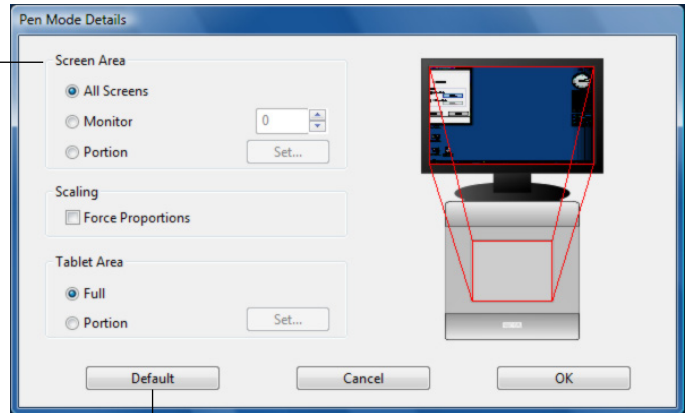 Pen Mode Details
Screen Area
All Screens
Monitor 0
Portion Set...
Scaling
Force Proportions
Tablet Area
Full
Portion Set...
Default Cancel OK